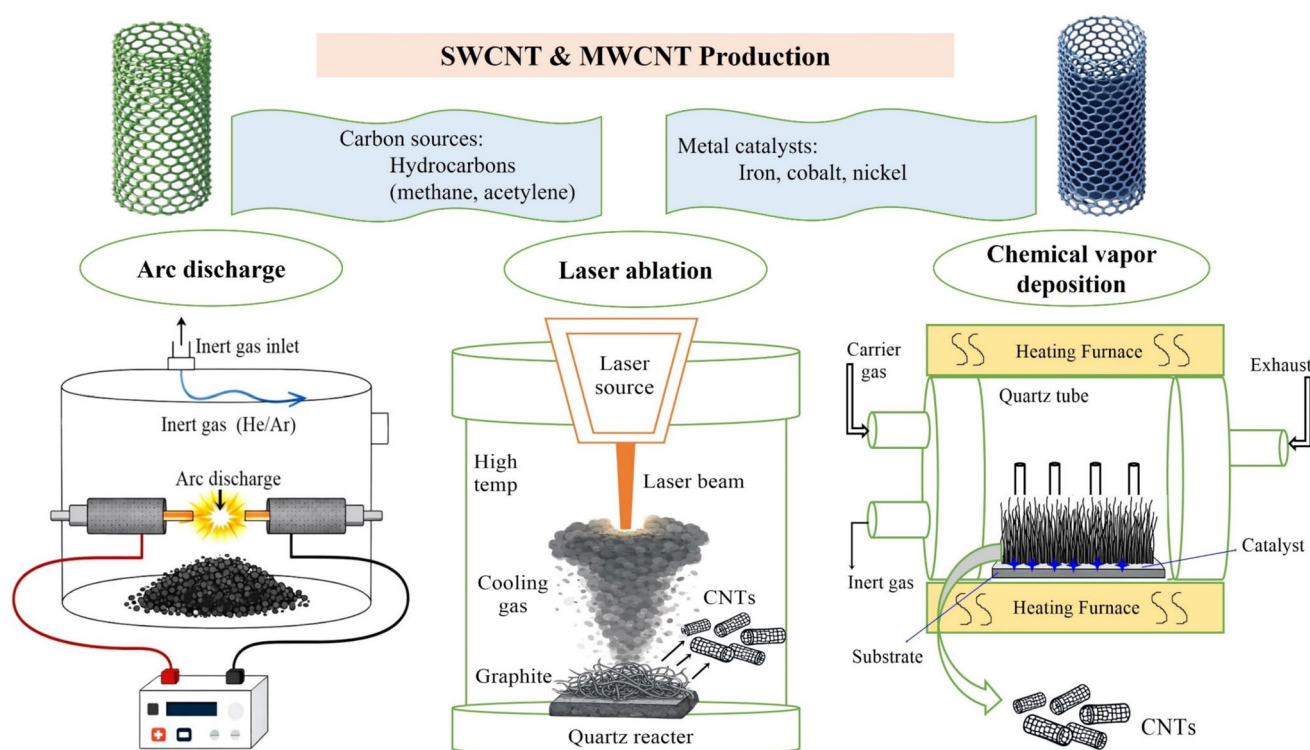 SWCNT & MWCNT Production
Carbon sources:
Hydrocarbons
(methane, acetylene)
Metal catalysts:
Iron, cobalt, nickel
Arc discharge
Laser ablation
Chemical vapor
deposition
Inert gas inlet
Inert gas (He/Ar)
Arc discharge
Laser
source
High
temp
Laser beam
Cooling
gas
CNTs
Graphite
Quartz reacter
Heating Furnace
Carrier
gas
Exhaust
Quartz tube
Catalyst
Inert gas
Heating Furnace
Substrate
CNTs